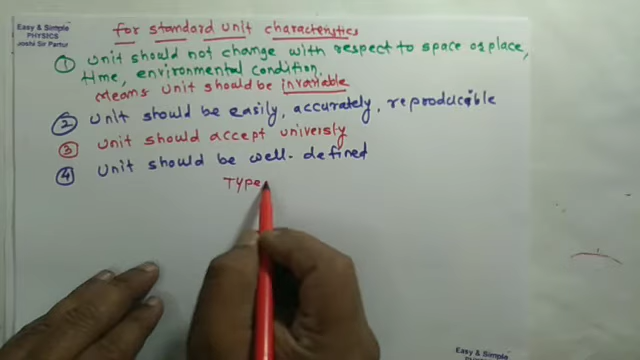 Easy & Simple
PHYSICS
Joshi Sir Partur
for standard unit characteristics
① Unit should not change with respect to space or place,
time, environmental condition.
means unit should be invariable
② Unit should be easily, accurately, reproducible
③ Unit should accept universly
④ Unit should be well-defined
Type
Easy & Simple